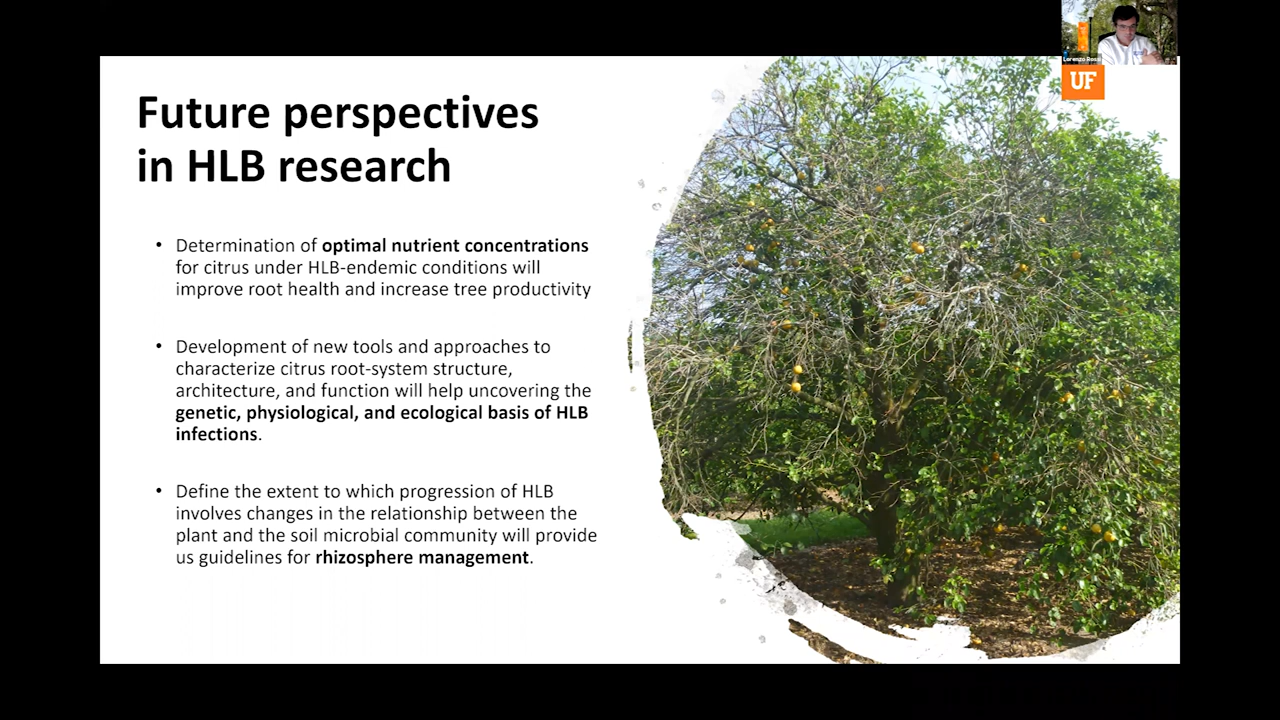 Lorenzo Rossi
UF
Future perspectives
in HLB research
• Determination of optimal nutrient concentrations
for citrus under HLB-endemic conditions will
improve root health and increase tree productivity
• Development of new tools and approaches to
characterize citrus root-system structure,
architecture, and function will help uncovering the
genetic, physiological, and ecological basis of HLB
infections.
• Define the extent to which progression of HLB
involves changes in the relationship between the
plant and the soil microbial community will provide
us guidelines for rhizosphere management.